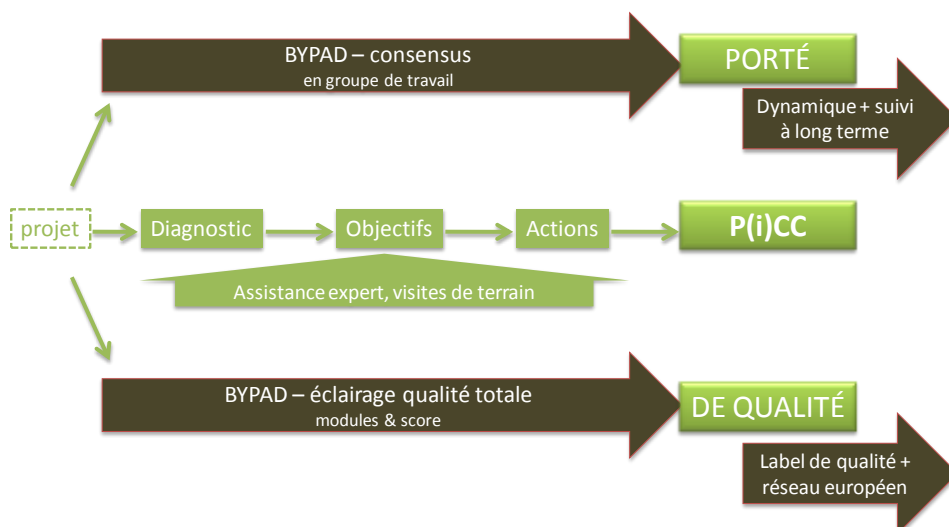 BYPAD – consensus
en groupe de travail
PORTÉ
Dynamique + suivi
à long terme
projet
Diagnostic
Objectifs
Actions
P(i)CC
Assistance expert, visites de terrain
BYPAD – éclairage qualité totale
modules & score
DE QUALITÉ
Label de qualité +
réseau européen